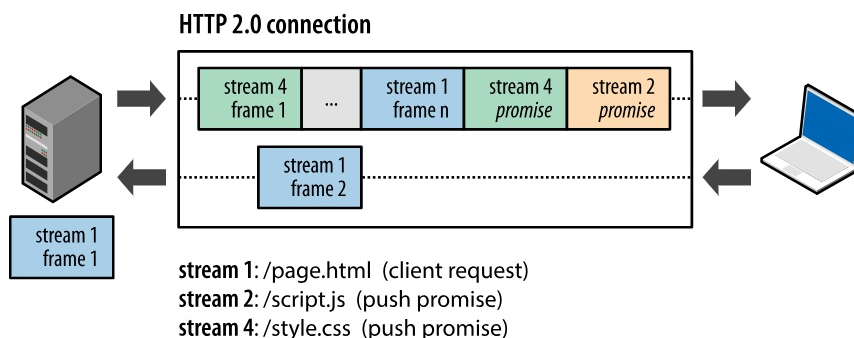 HTTP 2.0 connection
stream 4
frame 1
...
stream 1
frame n
stream 4
promise
stream 2
promise
stream 1
frame 2
stream 1
frame 1
stream 1: /page.html (client request)
stream 2: /script.js (push promise)
stream 4: /style.css (push promise)